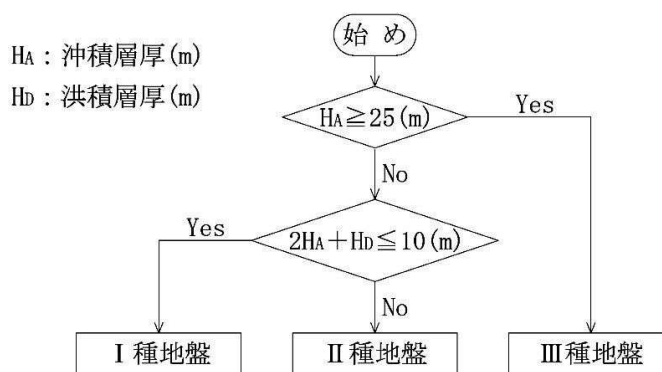 始 め
HA：沖積層厚(m)
HD：洪積層厚(m)
HA≧25(m)
Yes
No
2HA＋HD≦10(m)
Yes
No
Ⅰ種地盤
Ⅱ種地盤
Ⅲ種地盤